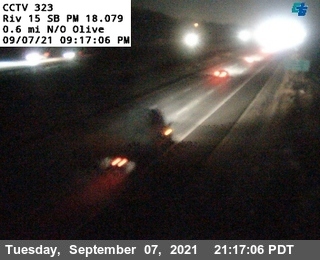 CCTV 323
Riv 15 SB PM 18.079
0.6 mi N/O Olive
09/07/21 09:17:06 PM
Tuesday, September 07, 2021 21:17:06 PDT